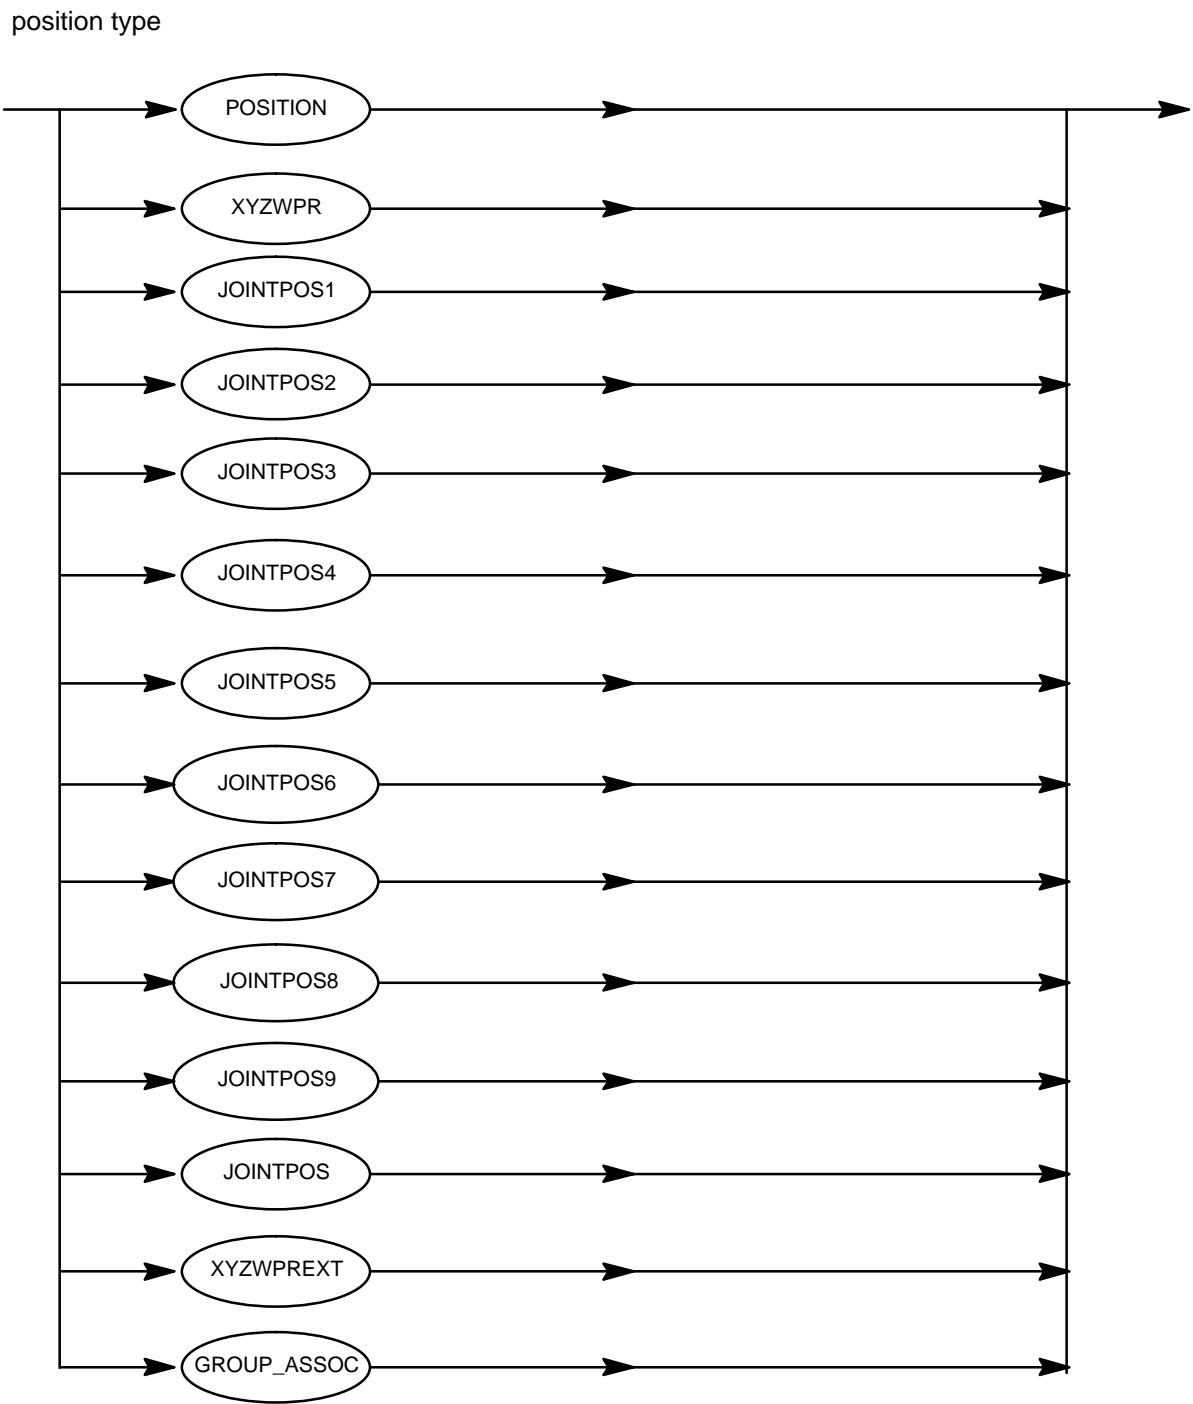 position type
POSITION
XYZWPR
JOINTPOS1
JOINTPOS2
JOINTPOS3
JOINTPOS4
JOINTPOS5
JOINTPOS6
JOINTPOS7
JOINTPOS8
JOINTPOS9
JOINTPOS
XYZWPREXT
GROUP_ASSOC